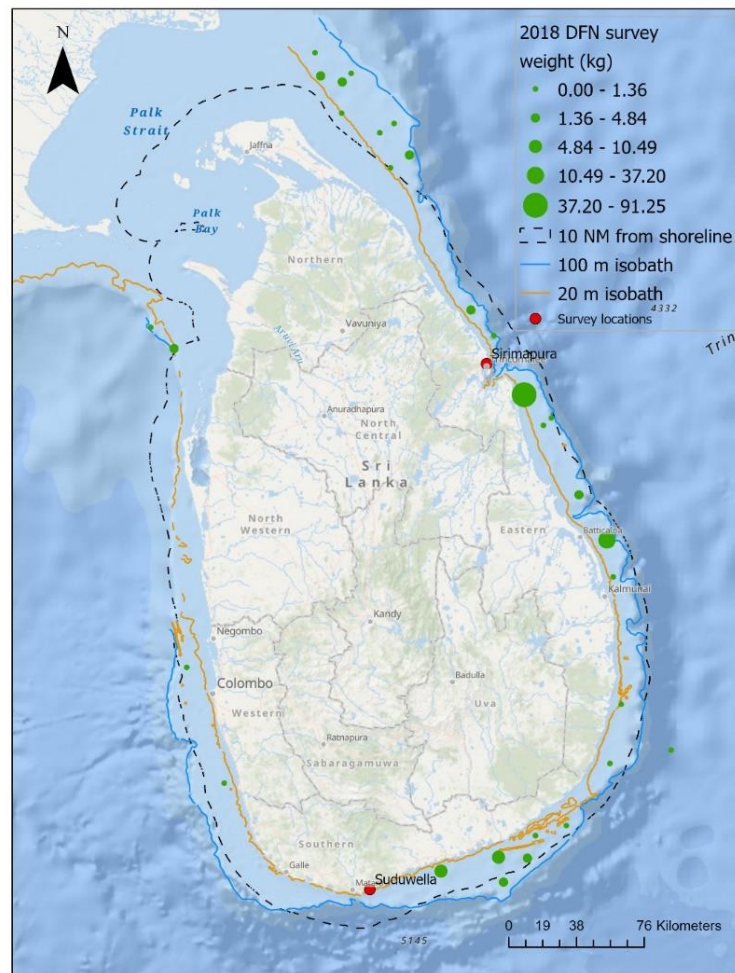 2018 DFN survey
weight (kg)
0.00 - 1.36
1.36 - 4.84
4.84 - 10.49
10.49 - 37.20
37.20 - 91.25
10 NM from shoreline
100 m isobath
20 m isobath
Survey locations
N
Palk
Strait
Jaffna
Palk
Bay
Northern
4332
Vavuniya
Aruvi Aru
Sirimapura
Anuradhapura
North
Central
Sri
Lanka
North
Western
Eastern
Batticaloa
Kalmunai
Kandy
Negombo
Badulla
Colombo
Uva
Western
Ratnapura
Sabaragamuwa
Southern
Galle
Suduwella
5145
0 19 38 76 Kilometers